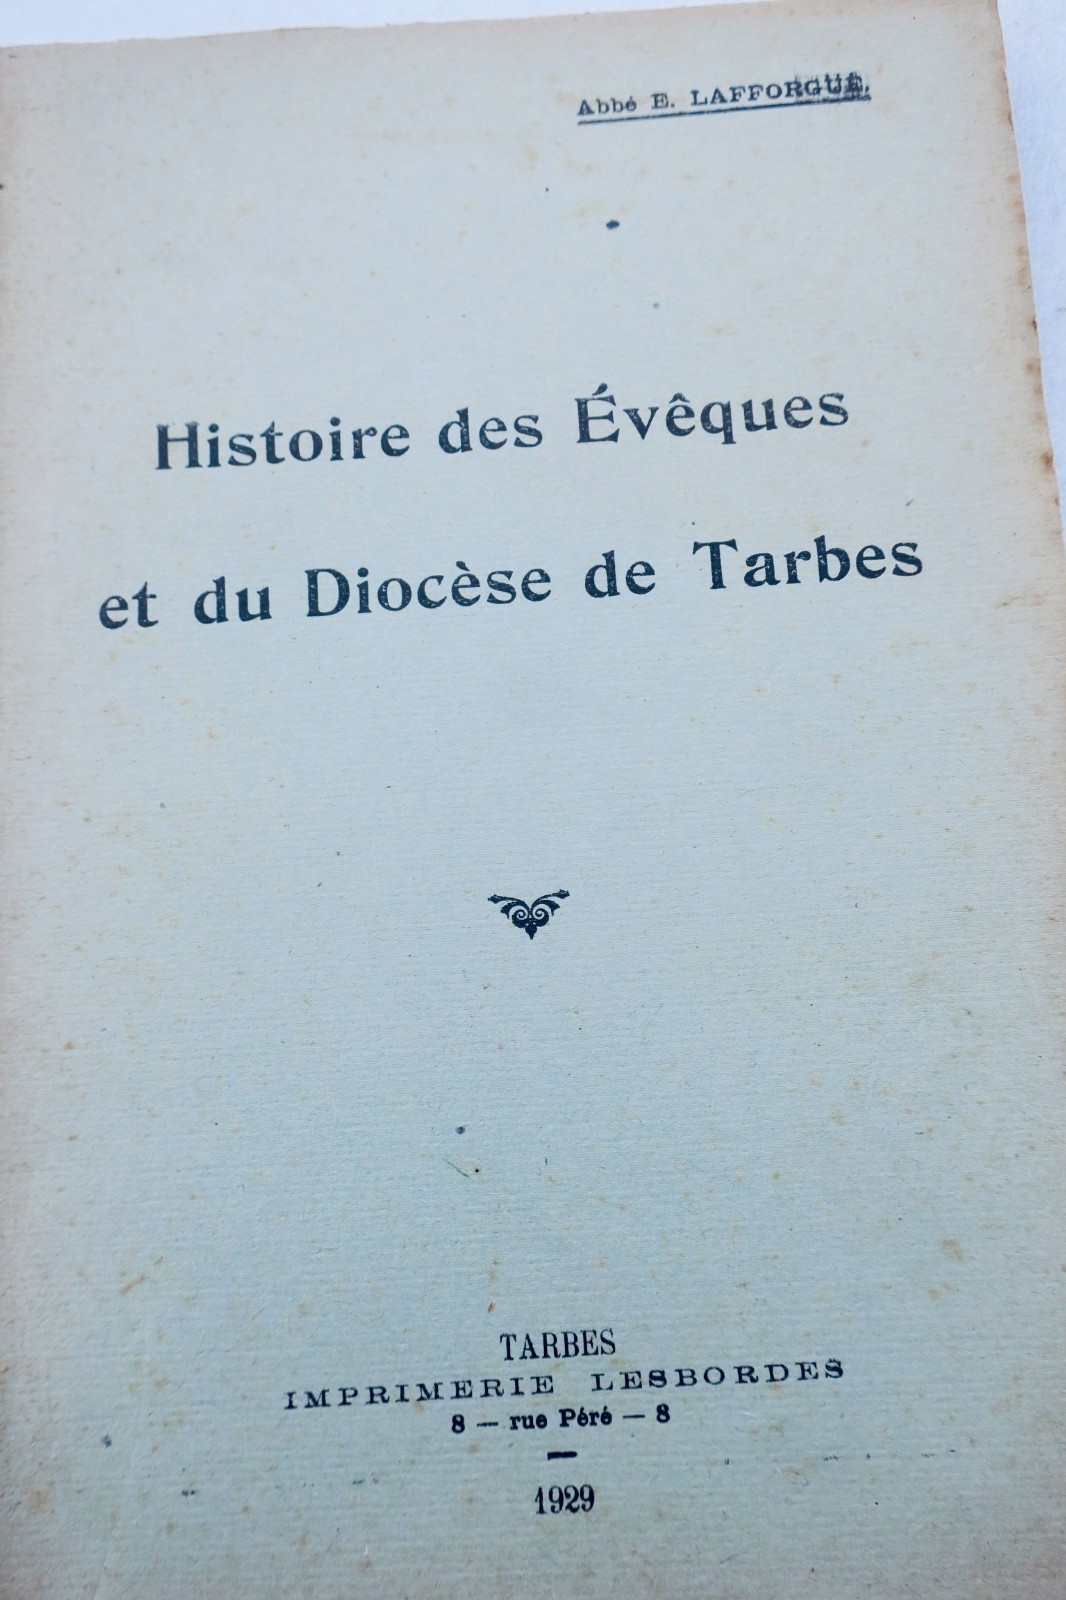 Abbé E. LAFFORGUE.
Histoire des Évêques
et du Diocèse de Tarbes
TARBES
IMPRIMERIE LESBORDES
8 — rue Péré — 8
1929